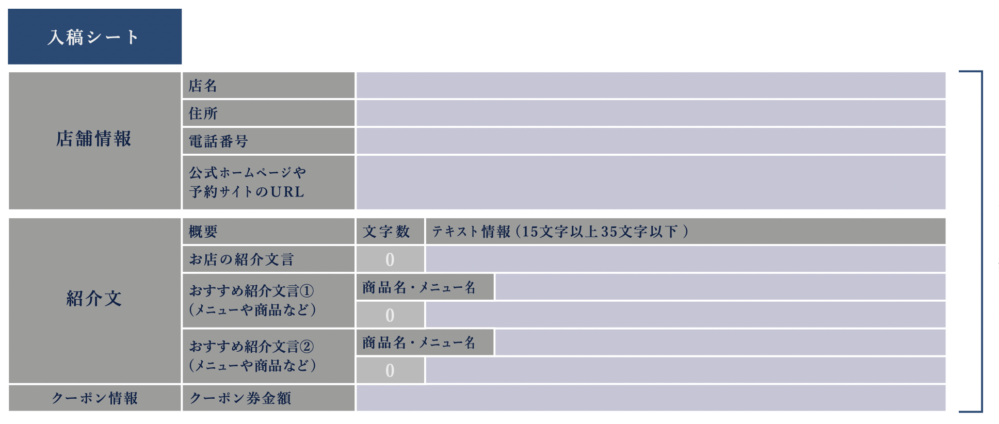 入稿シート
店舗情報
店名
住所
電話番号
公式ホームページや
予約サイトのURL
紹介文
概要
文字数
テキスト情報(15文字以上35文字以下)
お店の紹介文言
0
おすすめ紹介文言①
(メニューや商品など)
商品名・メニュー名
0
おすすめ紹介文言②
(メニューや商品など)
商品名・メニュー名
0
クーポン情報
クーポン券金額